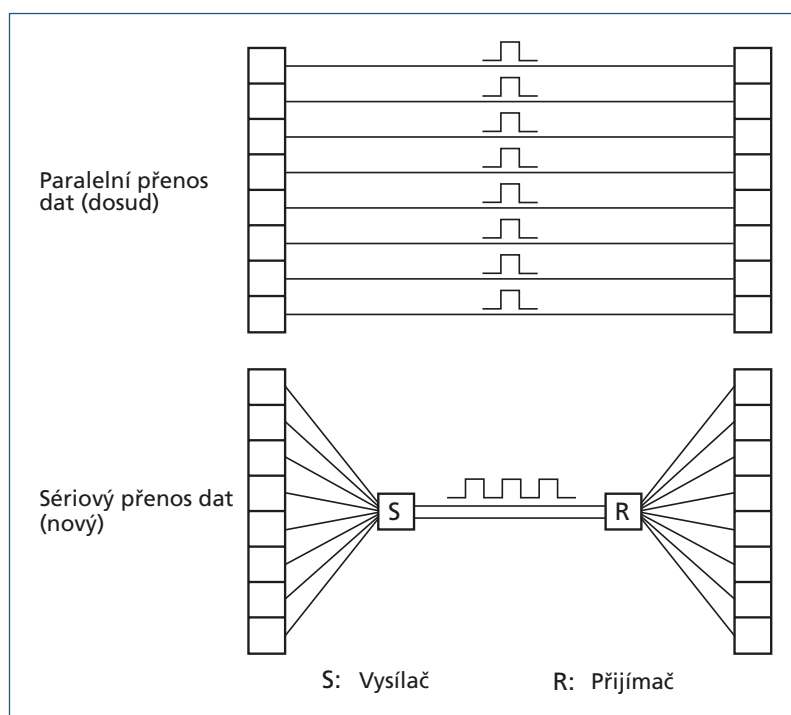 Paralelní přenos
dat (dosud)
Sériový přenos dat
(nový)
S
R
S: Vysílač
R: Přijímač